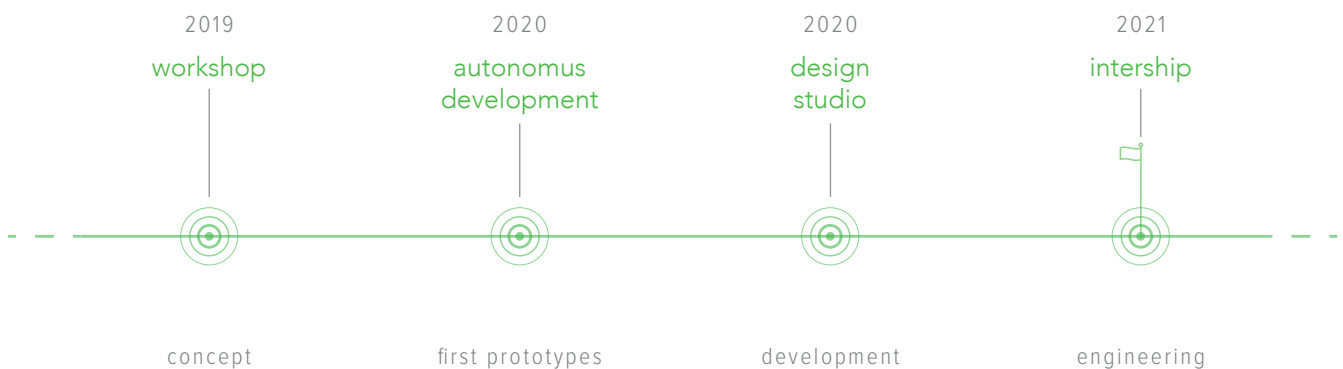 2019
2020
2020
2021
workshop
autonomus
development
design
studio
intership
concept
first prototypes
development
engineering